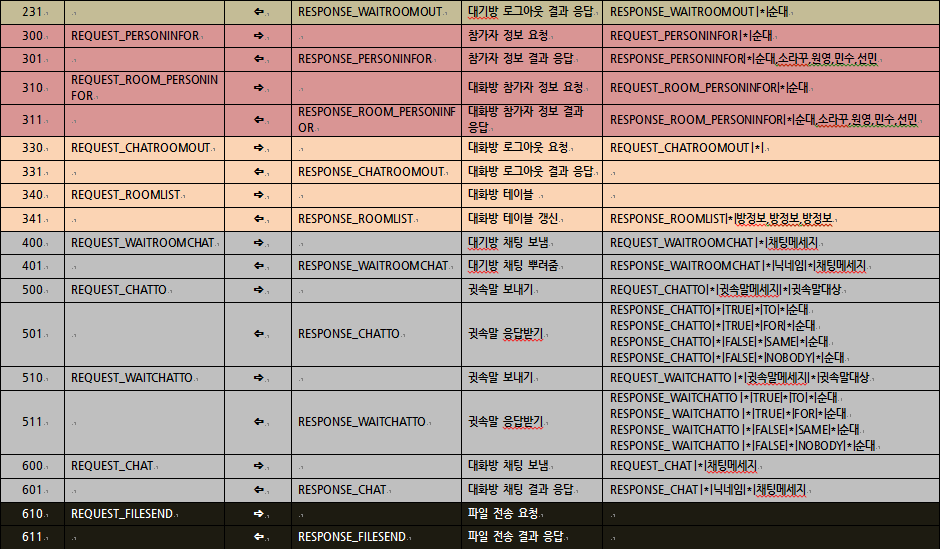 231 ⇦ RESPONSE_WAITROOMOUT 대기방 로그아웃 결과 응답 RESPONSE_WAITROOMOUT |*|순대
300 REQUEST_PERSONINFOR ⇨ 참가자 정보 요청 REQUEST_PERSONINFOR|*|순대
301 ⇦ RESPONSE_PERSONINFOR 참가자 정보 결과 응답 RESPONSE_PERSONINFOR|*|순대,소라꾸,원영,민수,선민
310 REQUEST_ROOM_PERSONIN
FOR ⇨ 대화방 참가자 정보 요청 REQUEST_ROOM_PERSONINFOR|*|순대
311 ⇦ RESPONSE_ROOM_PERSONINF
OR 대화방 참가자 정보 결과
응답 RESPONSE_ROOM_PERSONINFOR|*|순대,소라꾸,원영,민수,선민
330 REQUEST_CHATROOMOUT ⇨ 대화방 로그아웃 요청 REQUEST_CHATROOMOUT |*|
331 ⇦ RESPONSE_CHATROOMOUT 대화방 로그아웃 결과 응답
340 REQUEST_ROOMLIST ⇨ 대화방 테이블
341 ⇦ RESPONSE_ROOMLIST 대화방 테이블 갱신 RESPONSE_ROOMLIST|*|방정보,방정보,방정보
400 REQUEST_WAITROOMCHAT ⇨ 대기방 채팅 보냄 REQUEST_WAITROOMCHAT |*|채팅메세지
401 ⇦ RESPONSE_WAITROOMCHAT 대기방 채팅 뿌려줌 RESPONSE_WAITROOMCHAT |*|닉네임|*|채팅메세지
500 REQUEST_CHATTO ⇨ 귓속말 보내기 REQUEST_CHATTO|*|귓속말메세지|*|귓속말대상
501 ⇦ RESPONSE_CHATTO 귓속말 응답받기 RESPONSE_CHATTO|*|TRUE|*|TO|*|순대
RESPONSE_CHATTO|*|TRUE|*|FOR|*|순대
RESPONSE_CHATTO|*|FALSE|*|SAME|*|순대
RESPONSE_CHATTO|*|FALSE|*|NOBODY|*|순대
510 REQUEST_WAITCHATTO ⇨ 귓속말 보내기 REQUEST_WAITCHATTO |*|귓속말메세지|*|귓속말대상
511 ⇦ RESPONSE_WAITCHATTO 귓속말 응답받기 RESPONSE_WAITCHATTO |*|TRUE|*|TO|*|순대
RESPONSE_ WAITCHATTO |*|TRUE|*|FOR|*|순대
RESPONSE_ WAITCHATTO |*|FALSE|*|SAME|*|순대
RESPONSE_ WAITCHATTO |*|FALSE|*|NOBODY|*|순대
600 REQUEST_CHAT ⇨ 대화방 채팅 보냄 REQUEST_CHAT|*|채팅메세지
601 ⇦ RESPONSE_CHAT 대화방 채팅 결과 응답 RESPONSE_CHAT|*|닉네임|*|채팅메세지
610 REQUEST_FILESEND ⇨ 파일 전송 요청
611 ⇦ RESPONSE_FILESEND 파일 전송 결과 응답